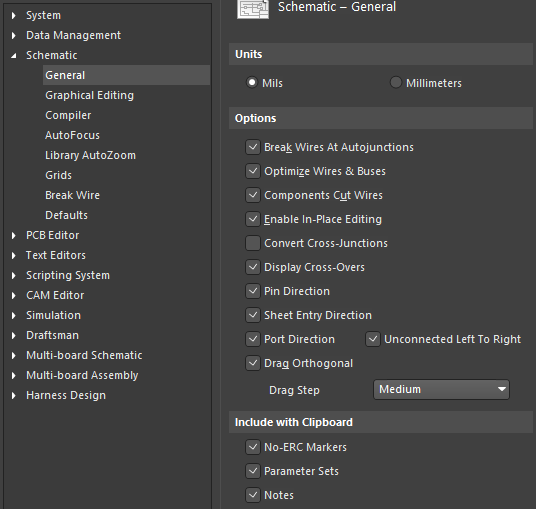 System
Data Management
Schematic
General
Graphical Editing
Compiler
AutoFocus
Library AutoZoom
Grids
Break Wire
Defaults
PCB Editor
Text Editors
Scripting System
CAM Editor
Simulation
Draftsman
Multi-board Schematic
Multi-board Assembly
Harness Design
Schematic – General
Units
Mils Millimeters
Options
Break Wires At Autojunctions
Optimize Wires & Buses
Components Cut Wires
Enable In-Place Editing
Convert Cross-Junctions
Display Cross-Overs
Pin Direction
Sheet Entry Direction
Port Direction Unconnected Left To Right
Drag Orthogonal
Drag Step Medium
Include with Clipboard
No-ERC Markers
Parameter Sets
Notes